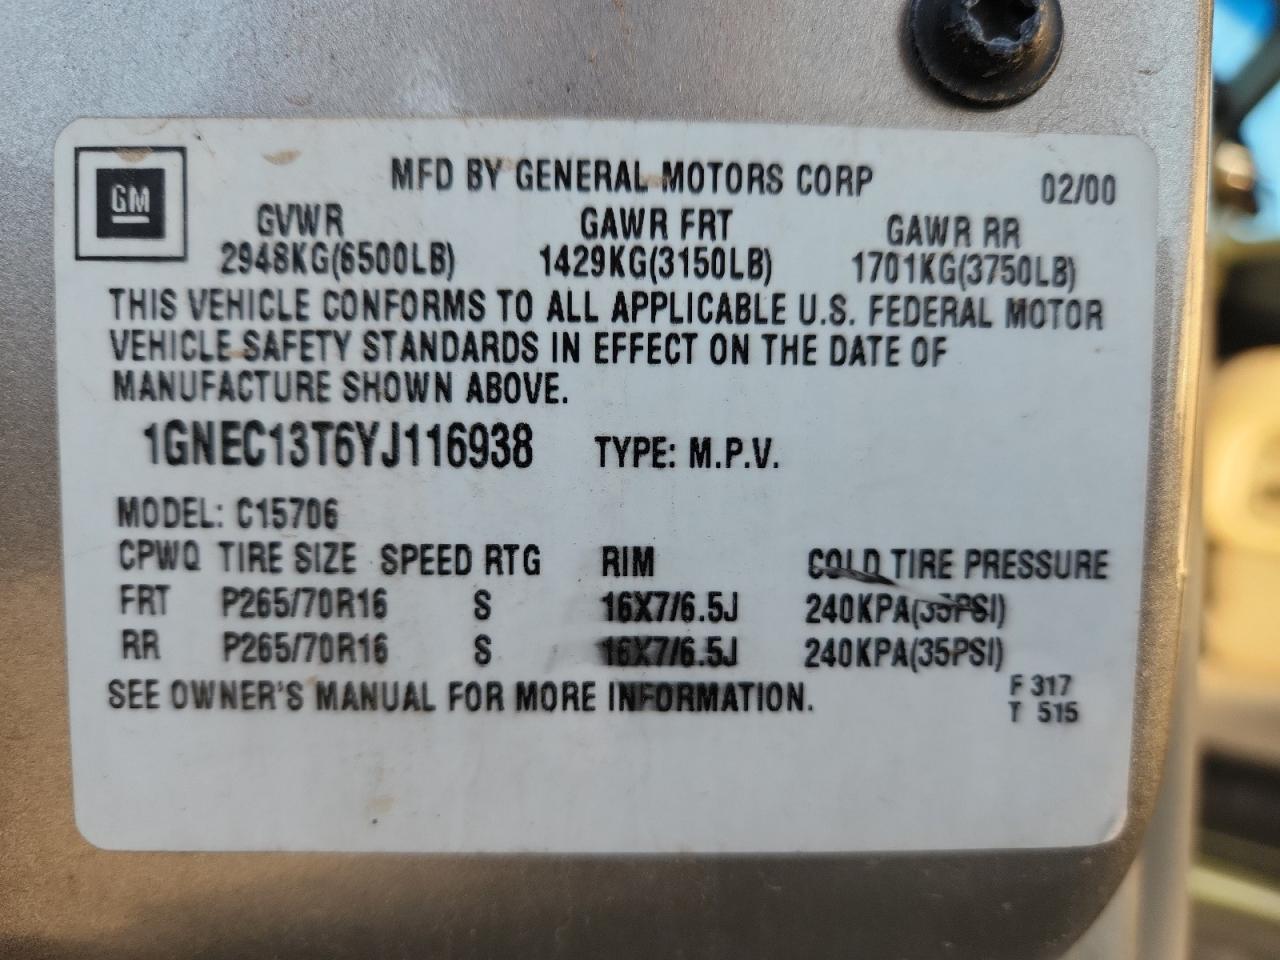 GM
MFD BY GENERAL MOTORS CORP 02/00
GVWR GAWR FRT GAWR RR
2948KG(6500LB) 1429KG(3150LB) 1701KG(3750LB)
THIS VEHICLE CONFORMS TO ALL APPLICABLE U.S. FEDERAL MOTOR
VEHICLE SAFETY STANDARDS IN EFFECT ON THE DATE OF
MANUFACTURE SHOWN ABOVE.
1GNEC13T6YJ116938 TYPE: M.P.V.
MODEL: C15706
CPWQ TIRE SIZE SPEED RTG RIM COLD TIRE PRESSURE
FRT P265/70R16 S 16X7/6.5J 240KPA(35PSI)
RR P265/70R16 S 16X7/6.5J 240KPA(35PSI)
SEE OWNER'S MANUAL FOR MORE INFORMATION. F 317
T 515